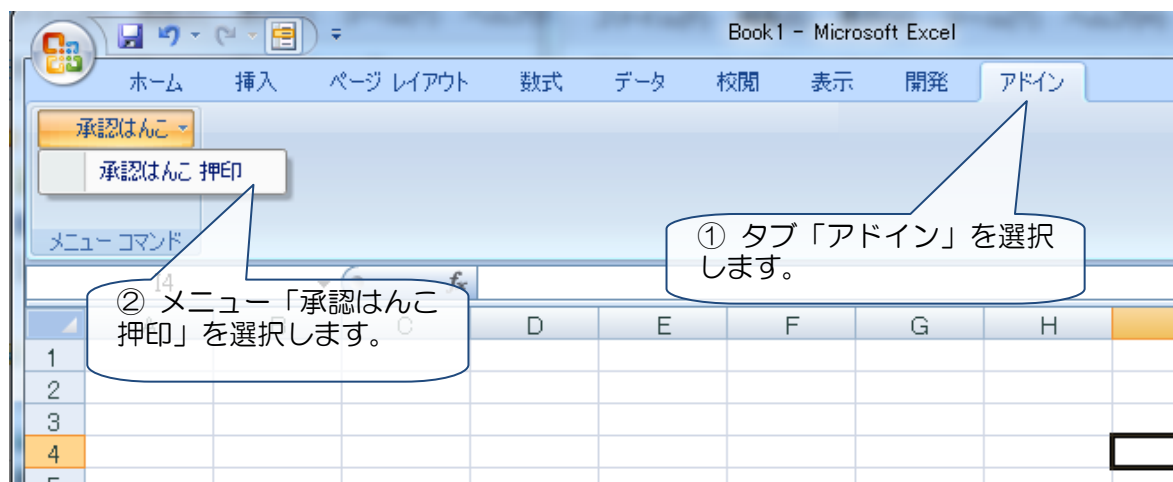 Book1 - Microsoft Excel
ホーム 挿入 ページ レイアウト 数式 データ 校閲 表示 開発 アドイン
承認はんこ
承認はんこ 押印
メニュー コマンド
① タブ「アドイン」を選択
します。
I4
fx
② メニュー「承認はんこ
押印」を選択します。
C D E F G H
1
2
3
4